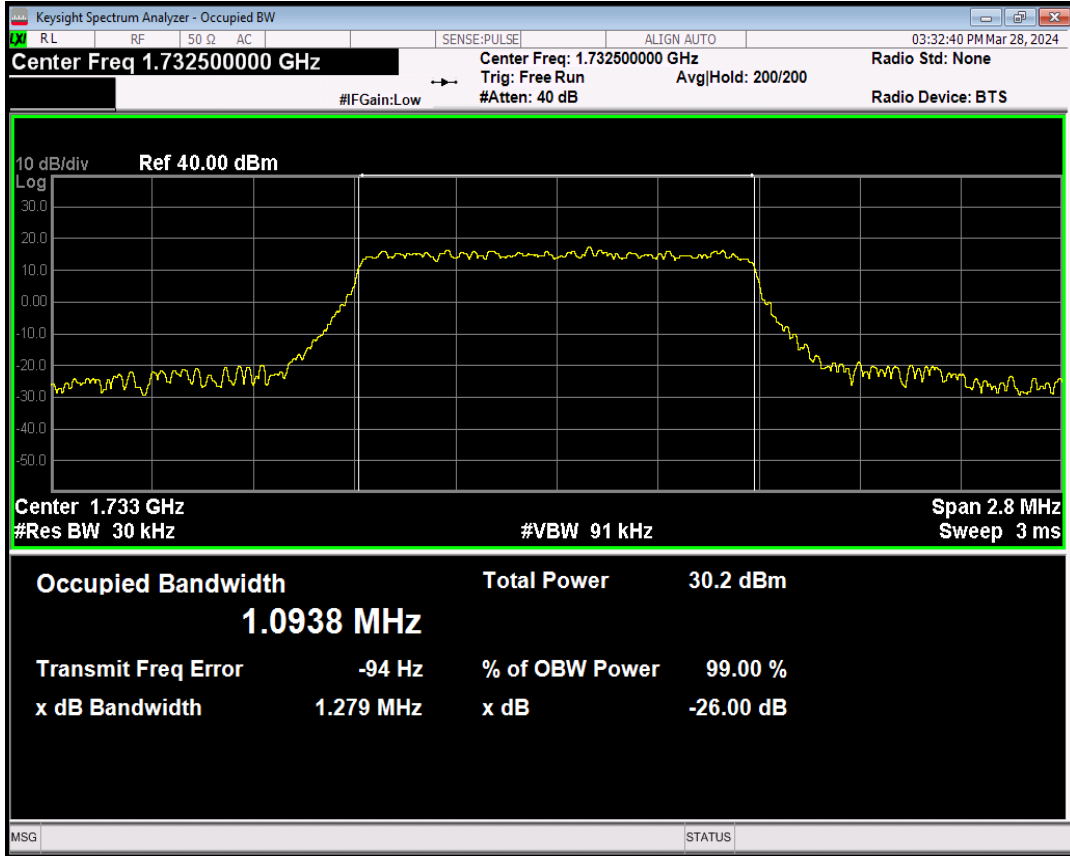 Keysight Spectrum Analyzer - Occupied BW
LXI RL RF 50 Ω AC SENSE:PULSE ALIGN AUTO 03:32:40 PM Mar 28, 2024
Center Freq 1.732500000 GHz Center Freq: 1.732500000 GHz Radio Std: None
Trig: Free Run Avg|Hold: 200/200
#IFGain:Low #Atten: 40 dB Radio Device: BTS
10 dB/div Ref 40.00 dBm
Log
30.0
20.0
10.0
0.00
-10.0
-20.0
-30.0
-40.0
-50.0
Center 1.733 GHz Span 2.8 MHz
#Res BW 30 kHz #VBW 91 kHz Sweep 3 ms
Occupied Bandwidth Total Power 30.2 dBm
1.0938 MHz
Transmit Freq Error -94 Hz % of OBW Power 99.00 %
x dB Bandwidth 1.279 MHz x dB -26.00 dB
MSG STATUS